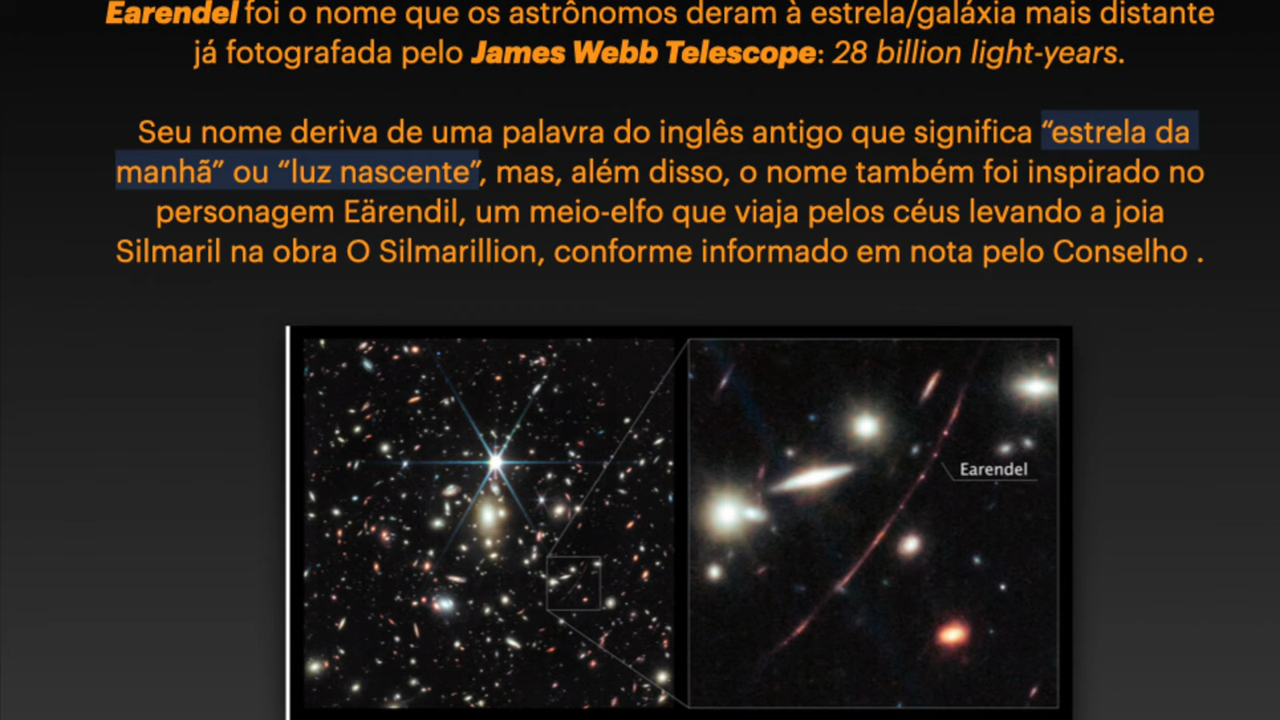 Earendel foi o nome que os astrônomos deram à estrela/galáxia mais distante
já fotografada pelo James Webb Telescope: 28 billion light-years.
Seu nome deriva de uma palavra do inglês antigo que significa “estrela da
manhã” ou “luz nascente”, mas, além disso, o nome também foi inspirado no
personagem Eärendil, um meio-elfo que viaja pelos céus levando a joia
Silmaril na obra O Silmarillion, conforme informado em nota pelo Conselho .
Earendel